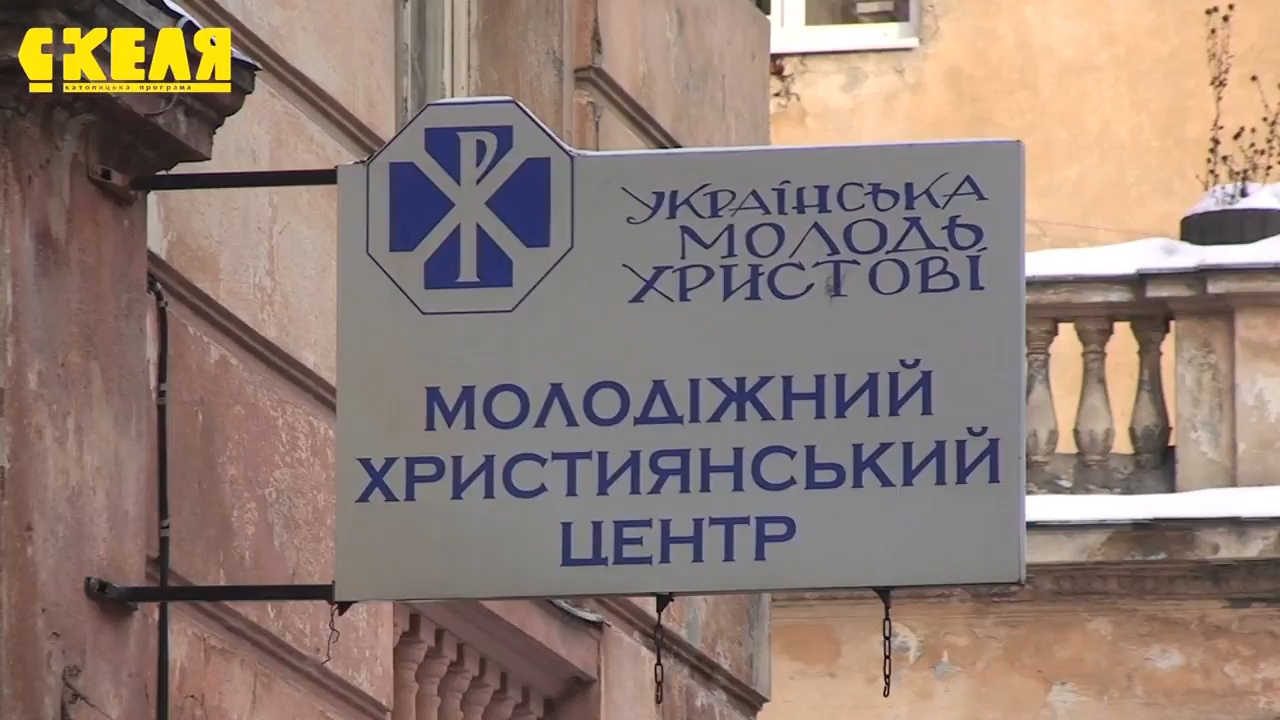 СКЕЛЯ
католицька програма
УКРАЇНСЬКА
МОЛОДЬ
ХРИСТОВІ
МОЛОДІЖНИЙ
ХРИСТИЯНСЬКИЙ
ЦЕНТР